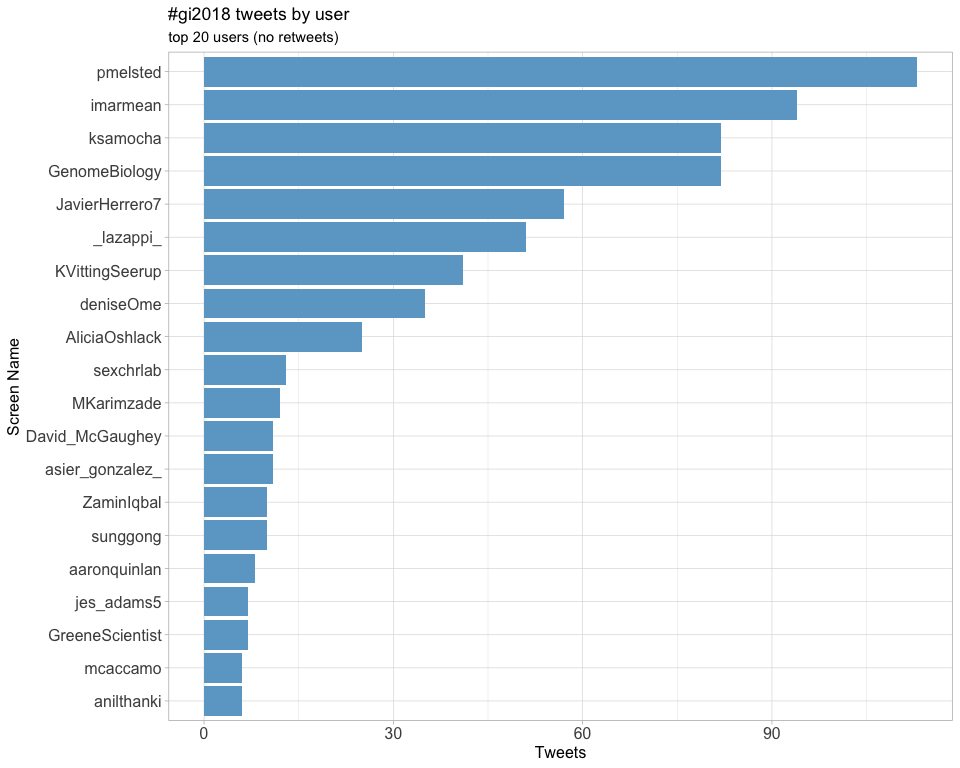 #gi2018 tweets by user
top 20 users (no retweets)
Screen Name
pmelsted
imarmean
ksamocha
GenomeBiology
JavierHerrero7
_lazappi_
KVittingSeerup
deniseOme
AliciaOshlack
sexchrlab
MKarimzade
David_McGaughey
asier_gonzalez_
ZaminIqbal
sunggong
aaronquinlan
jes_adams5
GreeneScientist
mcaccamo
anilthanki
0 30 60 90
Tweets